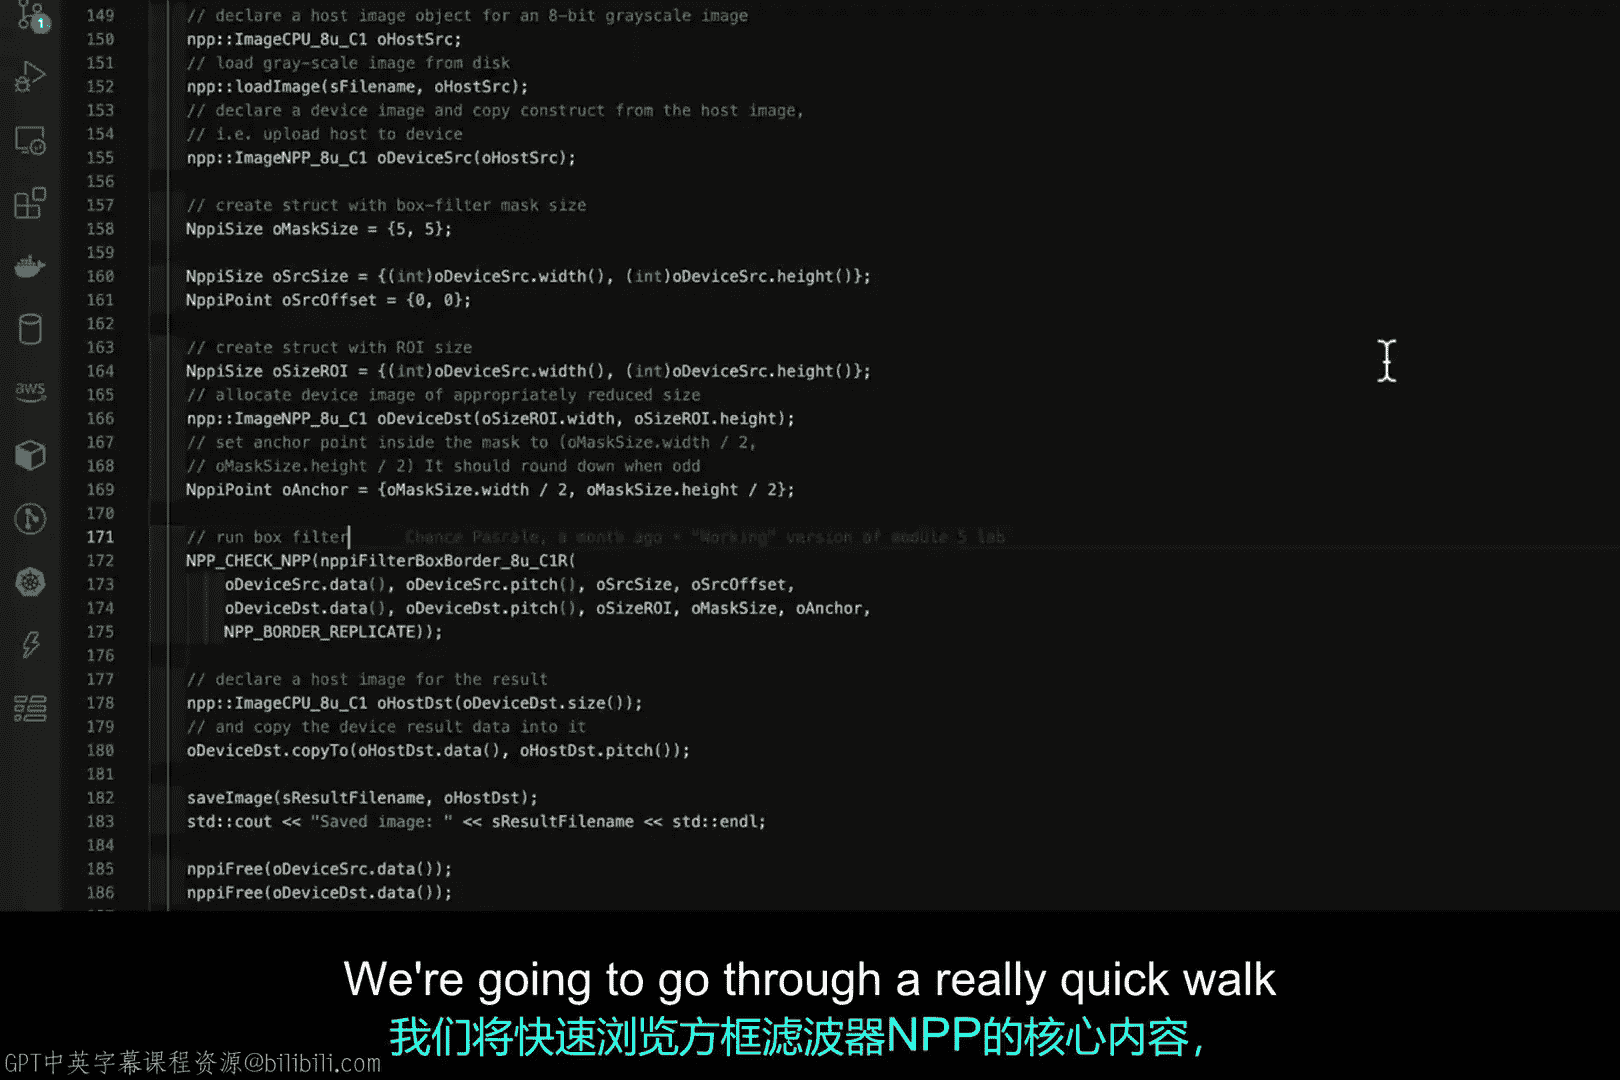 149 // declare a host image object for an 8-bit grayscale image
150 npp::ImageCPU_8u_C1 oHostSrc;
151 // load gray-scale image from disk
152 npp::loadImage(sFilename, oHostSrc);
153 // declare a device image and copy construct from the host image,
154 // i.e. upload host to device
155 npp::ImageNPP_8u_C1 oDeviceSrc(oHostSrc);
156
157 // create struct with box-filter mask size
158 NppiSize oMaskSize = {5, 5};
159
160 NppiSize oSrcSize = {(int)oDeviceSrc.width(), (int)oDeviceSrc.height()};
161 NppiPoint oSrcOffset = {0, 0};
162
163 // create struct with ROI size
164 NppiSize oSizeROI = {(int)oDeviceSrc.width(), (int)oDeviceSrc.height()};
165 // allocate device image of appropriately reduced size
166 npp::ImageNPP_8u_C1 oDeviceDst(oSizeROI.width, oSizeROI.height);
167 // set anchor point inside the mask to (oMaskSize.width / 2,
168 // oMaskSize.height / 2) It should round down when odd
169 NppiPoint oAnchor = {oMaskSize.width / 2, oMaskSize.height / 2};
170
171 // run box filter Chance Pascale, a month ago • "Working" version of module 5 lab
172 NPP_CHECK_NPP(nppiFilterBoxBorder_8u_C1R(
173 oDeviceSrc.data(), oDeviceSrc.pitch(), oSrcSize, oSrcOffset,
174 oDeviceDst.data(), oDeviceDst.pitch(), oSizeROI, oMaskSize, oAnchor,
175 NPP_BORDER_REPLICATE));
176
177 // declare a host image for the result
178 npp::ImageCPU_8u_C1 oHostDst(oDeviceDst.size());
179 // and copy the device result data into it
180 oDeviceDst.copyTo(oHostDst.data(), oHostDst.pitch());
181
182 saveImage(sResultFilename, oHostDst);
183 std::cout << "Saved image: " << sResultFilename << std::endl;
184
185 nppiFree(oDeviceSrc.data());
186 nppiFree(oDeviceDst.data());
1
aws
We're going to go through a really quick walk
我们将快速浏览方框滤波器NPP的核心内容，
GPT中英字幕课程资源@bilibili.com